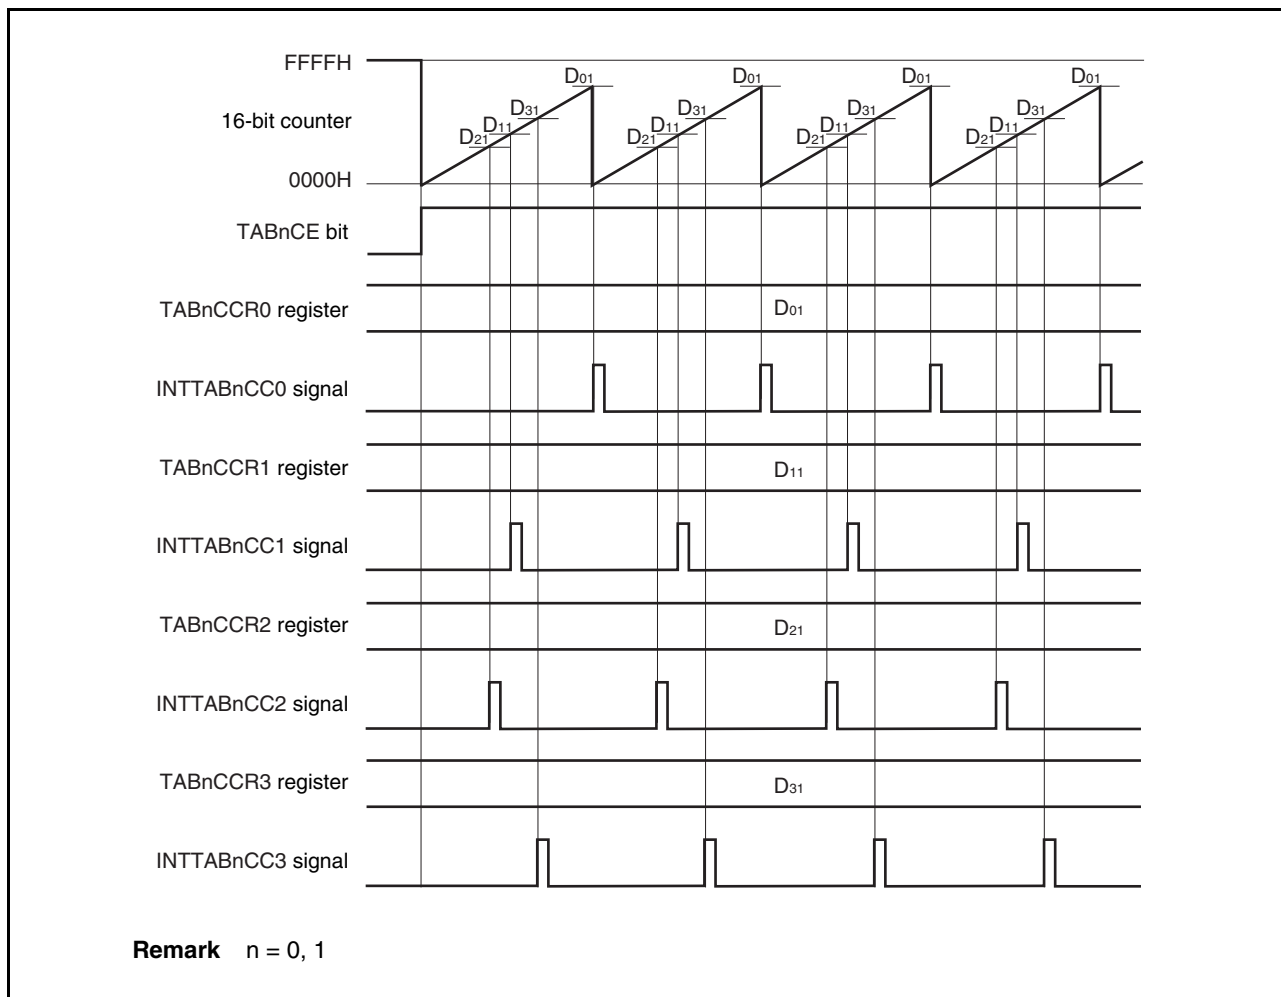 FFFFH
D01 D01 D01 D01
D31 D31 D31 D31
16-bit counter
D11 D11 D11 D11
D21 D21 D21 D21
0000H
TABnCE bit
TABnCCR0 register
D01
INTTABnCC0 signal
TABnCCR1 register
D11
INTTABnCC1 signal
TABnCCR2 register
D21
INTTABnCC2 signal
TABnCCR3 register
D31
INTTABnCC3 signal
Remark n = 0, 1